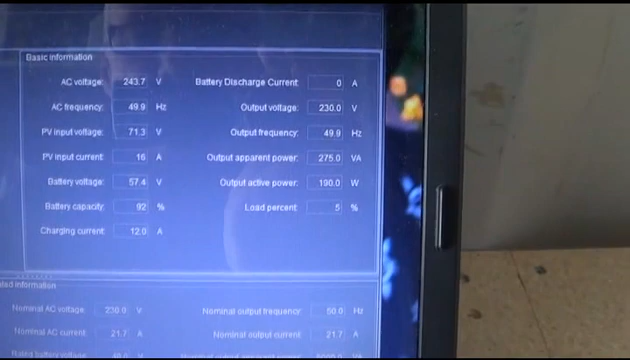 Basic information
AC voltage: 243.7 V Battery Discharge Current: 0 A
AC frequency: 49.9 Hz Output voltage: 230.0 V
PV input voltage: 71.3 V Output frequency: 49.9 Hz
PV input current: 16 A Output apparent power: 275.0 VA
Battery voltage: 57.4 V Output active power: 190.0 W
Battery capacity: 92 % Load percent: 5 %
Charging current: 12.0 A
information
Nominal AC voltage: 230.0 V Nominal output frequency: 50.0 Hz
Nominal AC current: 21.7 A Nominal output current: 21.7 A